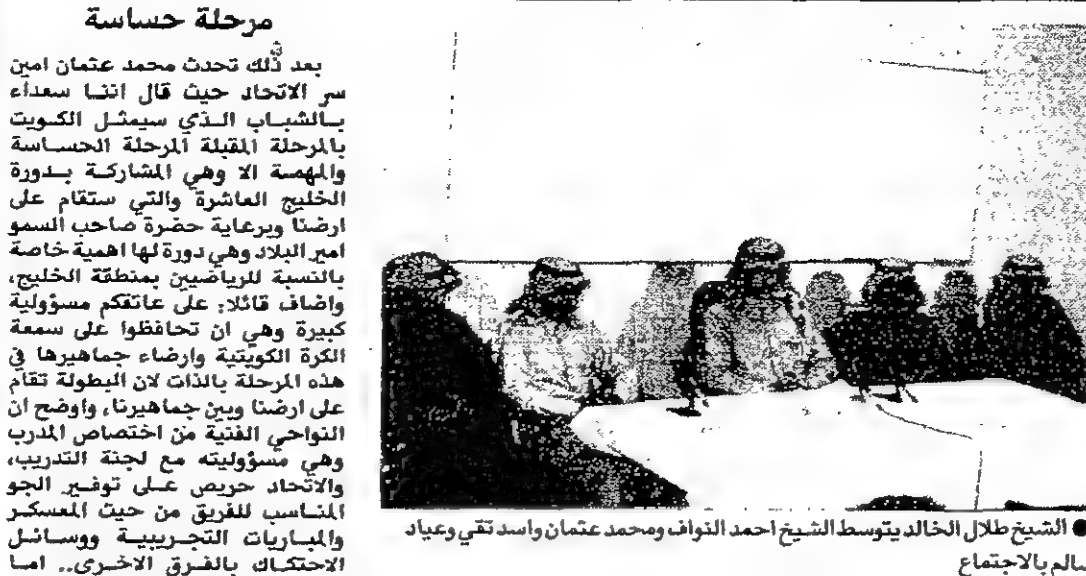 مرحلة حساسة
بعد ذلك تحدث محمد عثمان امين
سر الاتحاد حيث قال اننا سعداء
بالشباب الذي سيمثل الكويت
بالمرحلة المقبلة المرحلة الحساسة
والمهمة الا وهي المشاركة بدورة
الخليج العاشرة والتي ستقام على
ارضنا وبرعاية حضرة صاحب السمو
امير البلاد وهي دورة لها اهمية خاصة
بالنسبة للرياضيين بمنطقة الخليج،
واضاف قائلا: على عاتقكم مسؤولية
كبيرة وهي ان تحافظوا على سمعة
الكرة الكويتية وارضاء جماهيرها في
هذه المرحلة بالذات لان البطولة تقام
على ارضنا وبين جماهيرنا، واوضح ان
النواحي الفنية من اختصاص المدرب
وهي مسؤوليته مع لجنة التدريب،
والاتحاد حريص على توفير الجو
المناسب للفريق من حيث المعسكر
والمباريات التجريبية ووسائل
الاحتكاك بالفرق الاخرى.. اما
● الشيخ طلال الخالد يتوسط الشيخ احمد النواف ومحمد عثمان واسد تقي وعياد
سالم بالاجتماع